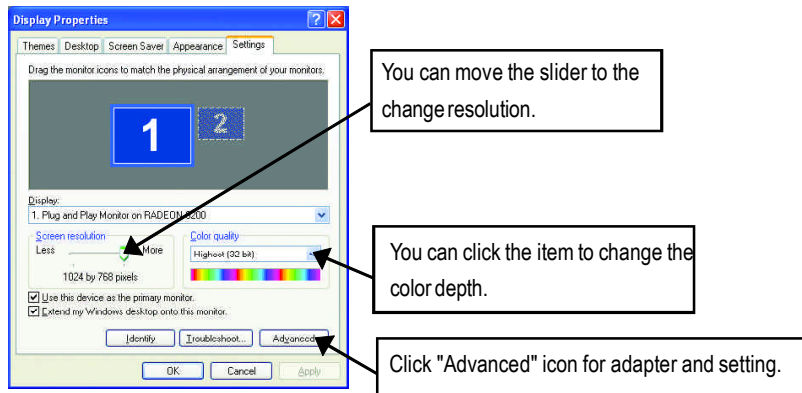 Display Properties
Themes Desktop Screen Saver Appearance Settings
Drag the monitor icons to match the physical arrangement of your monitors.
1 2
Display:
1. Plug and Play Monitor on RADEON 9200
Screen resolution
Less More
1024 by 768 pixels
Color quality
Highest (32 bit)
Use this device as the primary monitor.
Extend my Windows desktop onto this monitor.
Identify Troubleshoot... Advanced
OK Cancel Apply
You can move the slider to the
change resolution.
You can click the item to change the
color depth.
Click "Advanced" icon for adapter and setting.